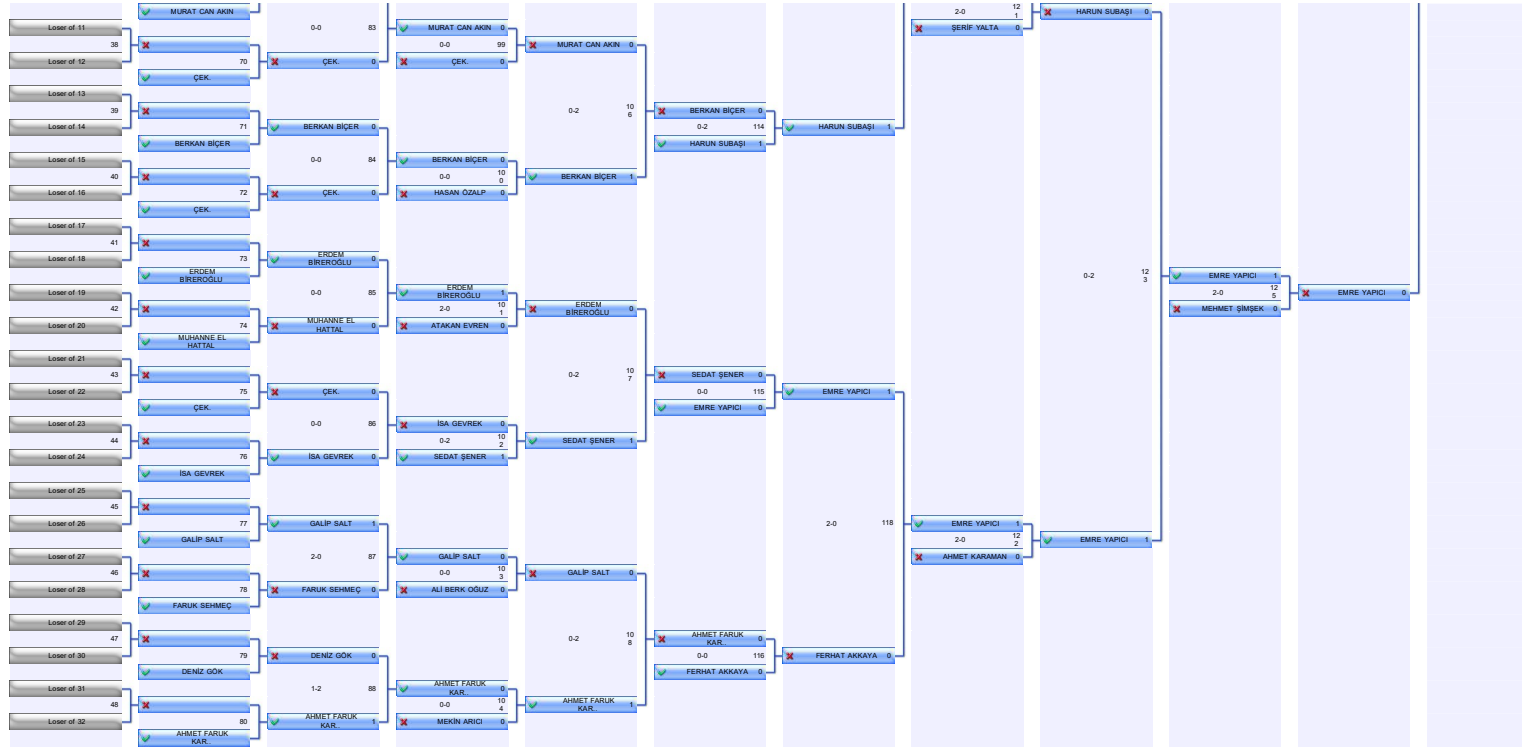 MURAT CAN AKIN
2-0
12
1
HARUN SUBAŞI 0
Loser of 11
0-0 83
MURAT CAN AKIN 0
ŞERİF YALTA 0
38
0-0 99
MURAT CAN AKIN 0
Loser of 12
70
ÇEK. 0
ÇEK. 0
ÇEK.
Loser of 13
39
0-2
10
6
BERKAN BİÇER 0
Loser of 14
71
BERKAN BİÇER 0
0-2 114
HARUN SUBAŞI 1
BERKAN BİÇER
HARUN SUBAŞI 1
Loser of 15
0-0 84
BERKAN BİÇER 0
40
0-0
10
0
BERKAN BİÇER 1
Loser of 16
72
ÇEK. 0
HASAN ÖZALP 0
ÇEK.
Loser of 17
41
Loser of 18
73
ERDEM
BİREROĞLU 0
ERDEM
BİREROĞLU
0-2
12
3
EMRE YAPICI 1
Loser of 19
0-0 85
ERDEM
BİREROĞLU 1
2-0
12
5
EMRE YAPICI 0
42
2-0
10
1
ERDEM
BİREROĞLU 0
MEHMET ŞİMŞEK 0
Loser of 20
74
MUHANNE EL
HATTAL 0
ATAKAN EVREN 0
MUHANNE EL
HATTAL
Loser of 21
43
0-2
10
7
SEDAT ŞENER 0
Loser of 22
75
ÇEK. 0
0-0 115
EMRE YAPICI 1
ÇEK.
EMRE YAPICI 0
Loser of 23
0-0 86
İSA GEVREK 0
44
0-2
10
2
SEDAT ŞENER 1
Loser of 24
76
İSA GEVREK 0
SEDAT ŞENER 1
İSA GEVREK
Loser of 25
45
Loser of 26
77
GALİP SALT 1
2-0 118
EMRE YAPICI 1
GALİP SALT
2-0
12
2
EMRE YAPICI 1
Loser of 27
2-0 87
GALİP SALT 0
AHMET KARAMAN 0
46
0-0
10
3
GALİP SALT 0
Loser of 28
78
FARUK SEHMEÇ 0
ALİ BERK OĞUZ 0
FARUK SEHMEÇ
Loser of 29
47
0-2
10
8
AHMET FARUK
KAR.. 0
Loser of 30
79
DENİZ GÖK 0
0-0 116
FERHAT AKKAYA 0
DENİZ GÖK
FERHAT AKKAYA 0
Loser of 31
1-2 88
AHMET FARUK
KAR.. 0
48
0-0
10
4
AHMET FARUK
KAR.. 1
Loser of 32
80
AHMET FARUK
KAR.. 1
MEKİN ARICI 0
AHMET FARUK
KAR..